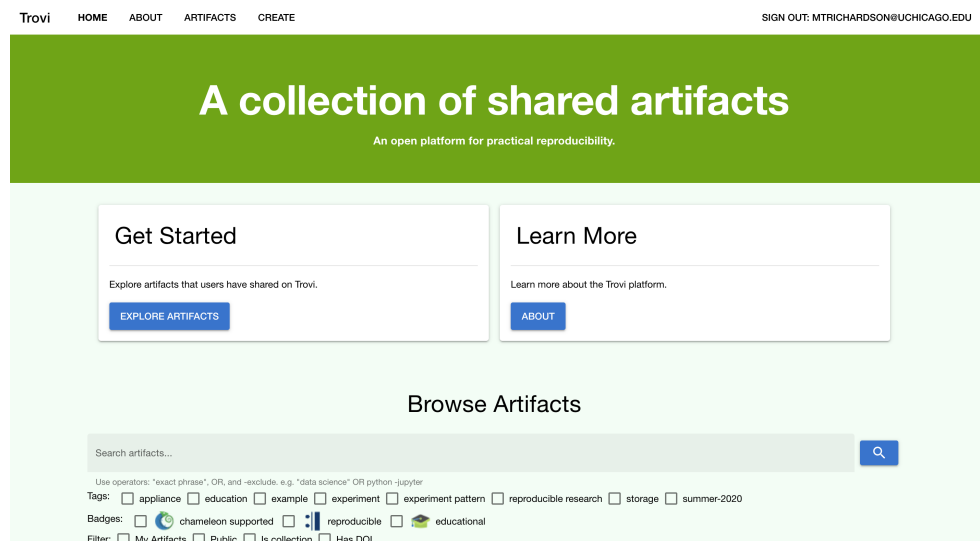 Trovi HOME ABOUT ARTIFACTS CREATE SIGN OUT: MTRICHARDSON@UCHICAGO.EDU
A collection of shared artifacts
An open platform for practical reproducibility.
Get Started
Explore artifacts that users have shared on Trovi.
EXPLORE ARTIFACTS
Learn More
Learn more about the Trovi platform.
ABOUT
Browse Artifacts
Search artifacts...
Use operators: "exact phrase", OR, and -exclude. e.g. "data science" OR python -jupyter
Tags: appliance education example experiment experiment pattern reproducible research storage summer-2020
Badges: chameleon supported reproducible educational
Filter: My Artifacts Public Is collection Has DOI